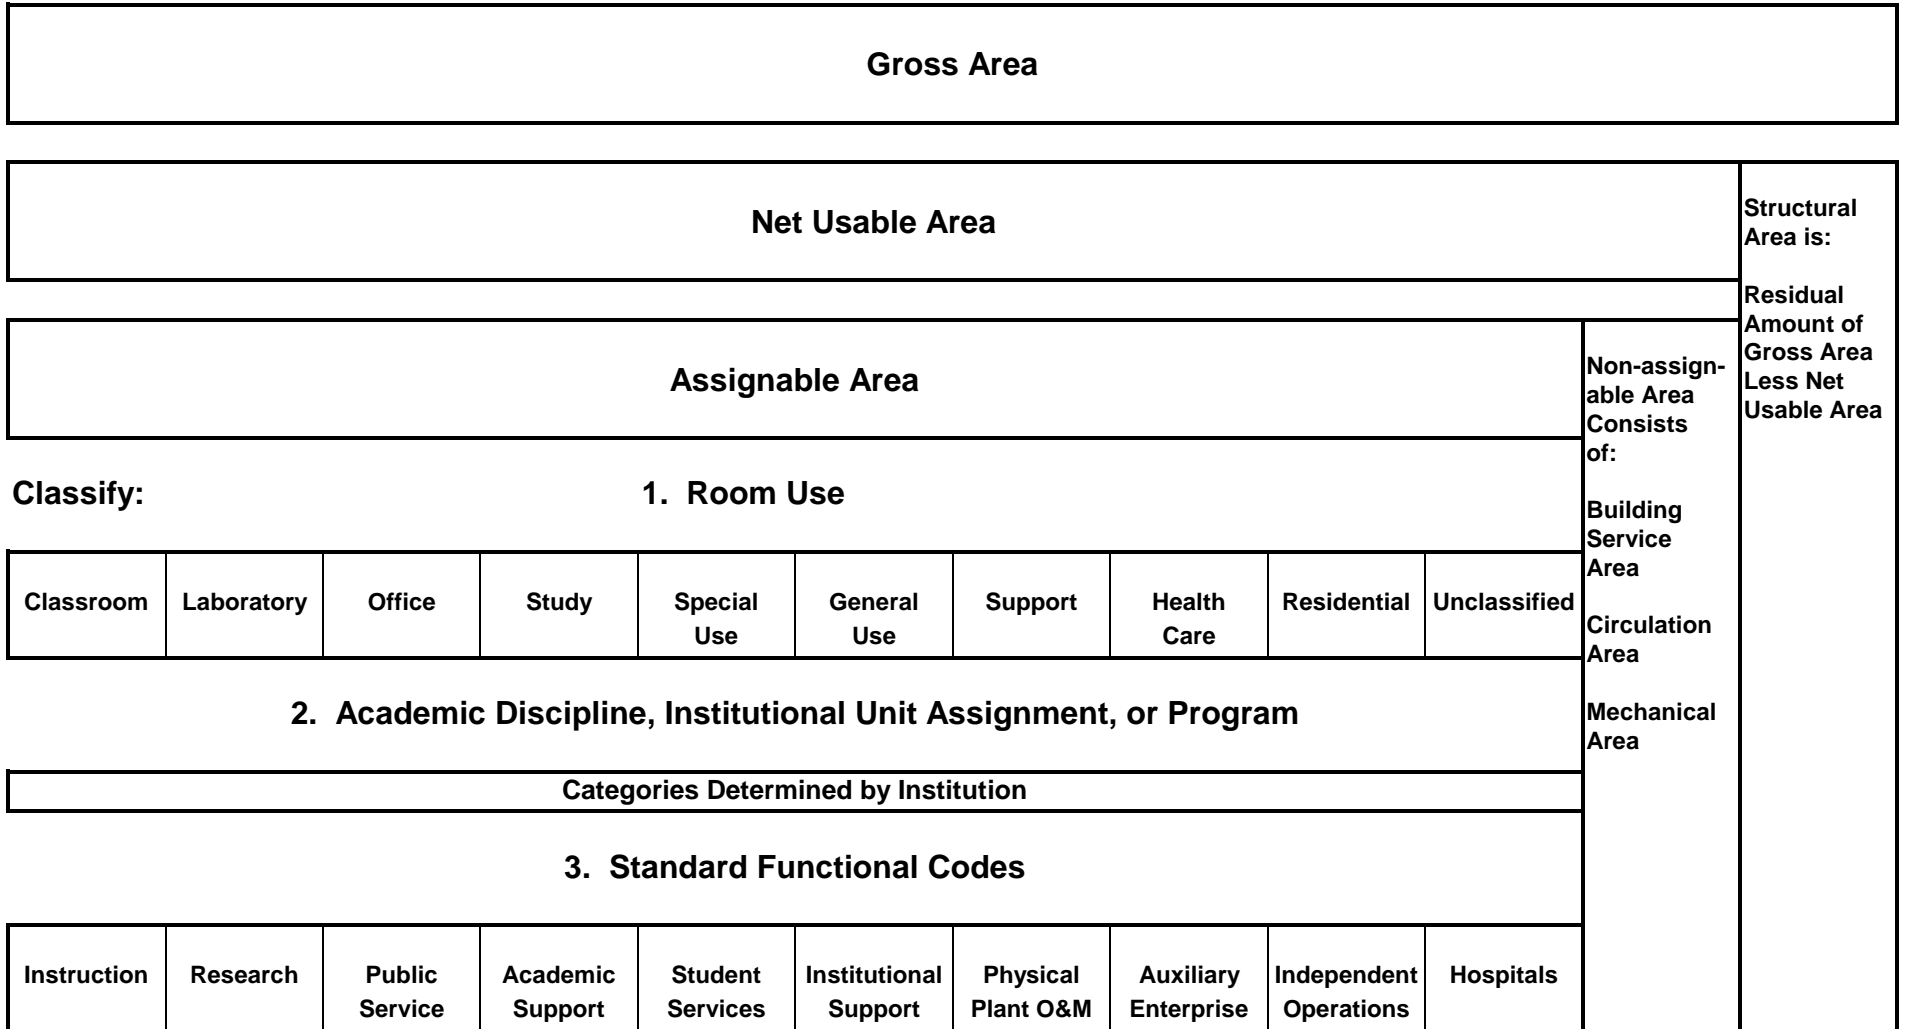 Gross Area
Net Usable Area
Structural
Area is:
Residual
Amount of
Gross Area
Less Net
Usable Area
Assignable Area
Non-assign-
able Area
Consists
of:
Building
Service
Area
Circulation
Area
Mechanical
Area
Classify:
1. Room Use
Classroom
Laboratory
Office
Study
Special
Use
General
Use
Support
Health
Care
Residential
Unclassified
2. Academic Discipline, Institutional Unit Assignment, or Program
Categories Determined by Institution
3. Standard Functional Codes
Instruction
Research
Public
Service
Academic
Support
Student
Services
Institutional
Support
Physical
Plant O&M
Auxiliary
Enterprise
Independent
Operations
Hospitals